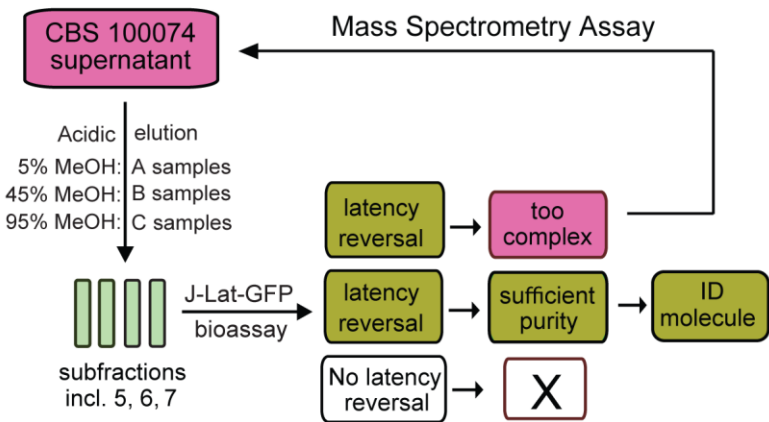 CBS 100074
supernatant
Mass Spectrometry Assay
Acidic elution
5% MeOH: A samples
45% MeOH: B samples
95% MeOH: C samples
J-Lat-GFP
bioassay
subfractions
incl. 5, 6, 7
latency
reversal
too
complex
latency
reversal
sufficient
purity
ID
molecule
No latency
reversal
X